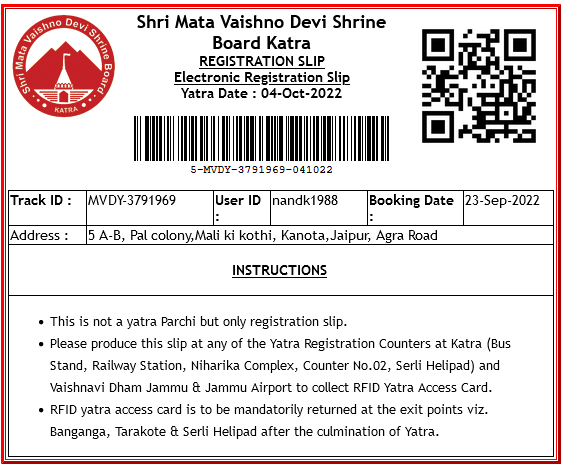 Shri Mata Vaishno Devi Shrine Board
KATRA
Shri Mata Vaishno Devi Shrine
Board Katra
REGISTRATION SLIP
Electronic Registration Slip
Yatra Date : 04-Oct-2022
5-MVDY-3791969-041022
Track ID : MVDY-3791969 User ID : nandk1988 Booking Date : 23-Sep-2022
Address : 5 A-B, Pal colony,Mali ki kothi, Kanota,Jaipur, Agra Road
INSTRUCTIONS
• This is not a yatra Parchi but only registration slip.
• Please produce this slip at any of the Yatra Registration Counters at Katra (Bus
Stand, Railway Station, Niharika Complex, Counter No.02, Serli Helipad) and
Vaishnavi Dham Jammu & Jammu Airport to collect RFID Yatra Access Card.
• RFID yatra access card is to be mandatorily returned at the exit points viz.
Banganga, Tarakote & Serli Helipad after the culmination of Yatra.